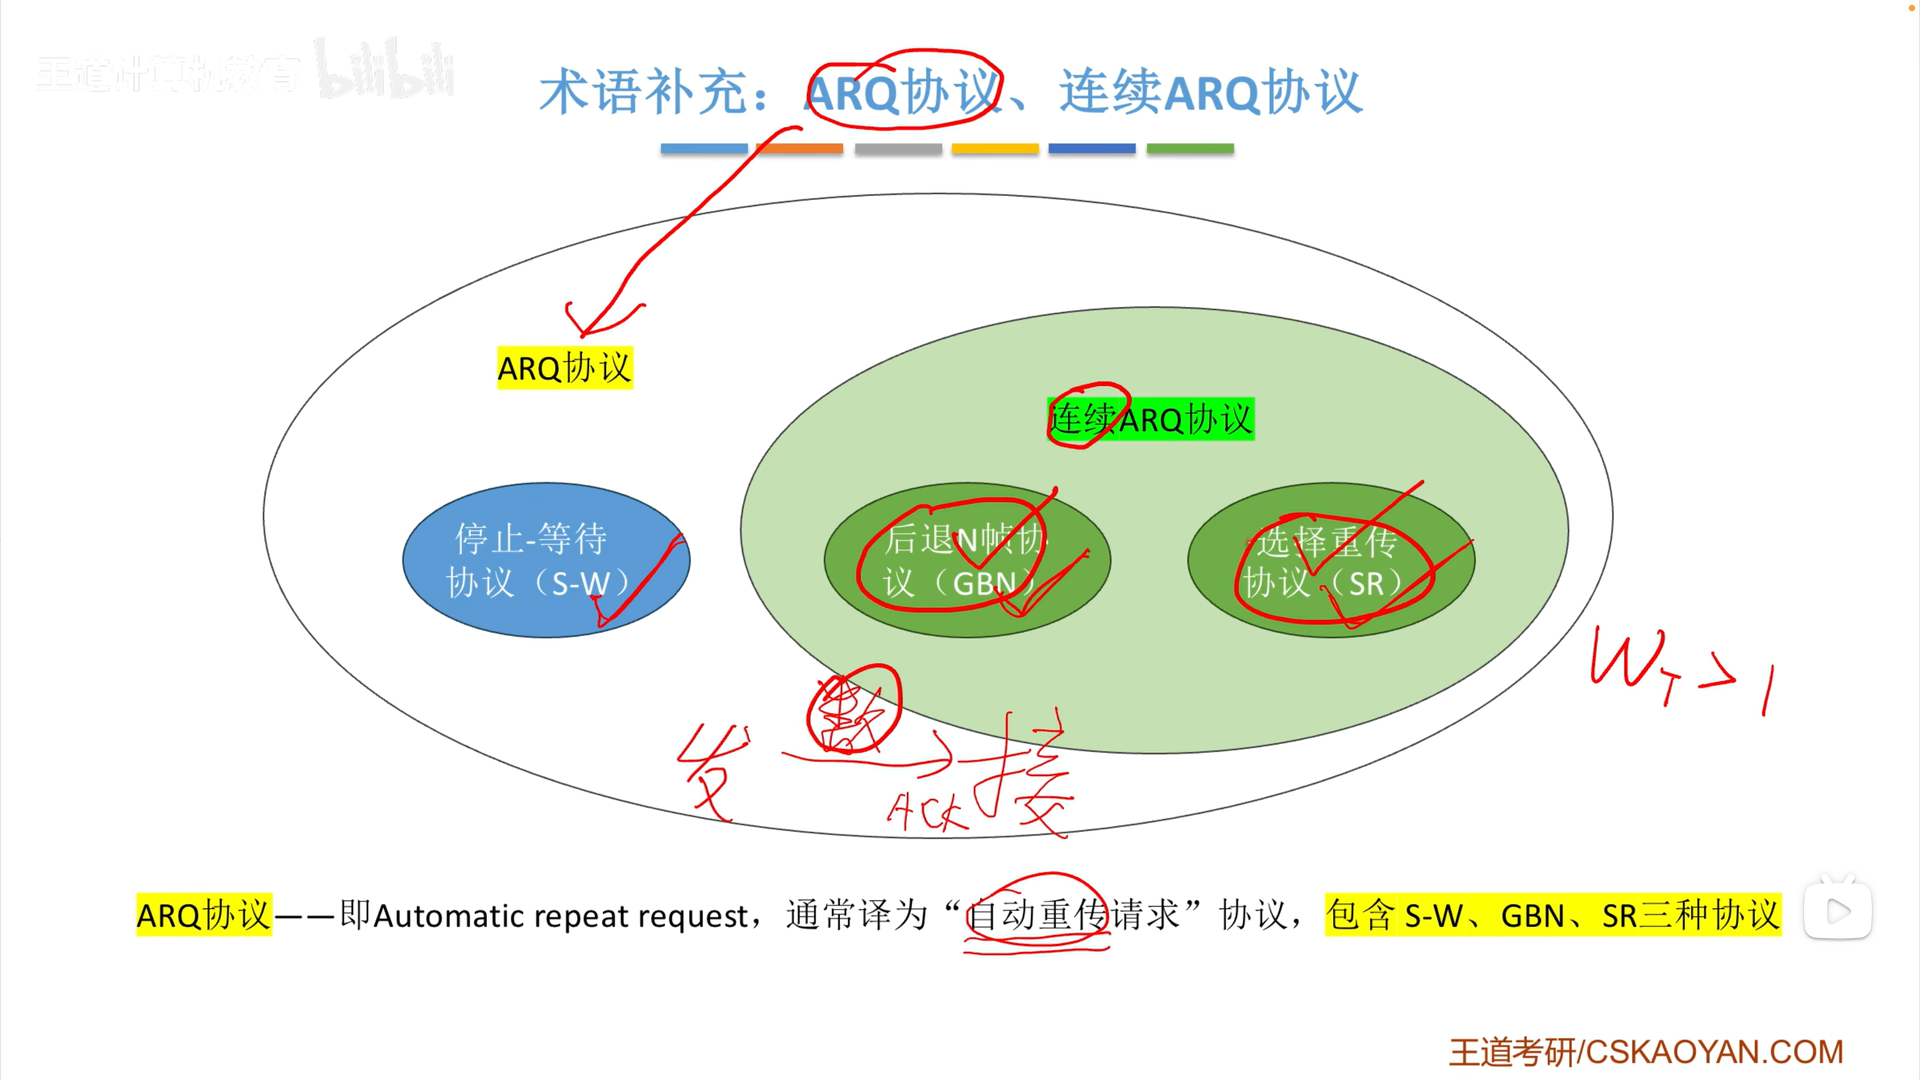 王道计算机教育 bilibili
术语补充：ARQ协议、连续ARQ协议
ARQ协议
连续ARQ协议
停止-等待
协议（S-W）
后退N帧协
议（GBN）
选择重传
协议（SR）
W_T > 1
发
数
接
ACK
ARQ协议——即Automatic repeat request，通常译为“自动重传请求”协议，包含 S-W、GBN、SR三种协议
王道考研/CSKAOYAN.COM